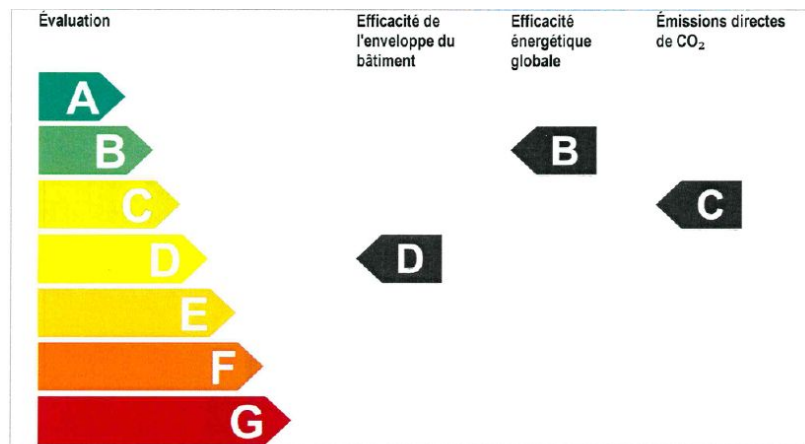 Évaluation
Efficacité de
l'enveloppe du
bâtiment
Efficacité
énergétique
globale
Émissions directes
de CO₂
A
B
B
C
C
D
D
E
F
G